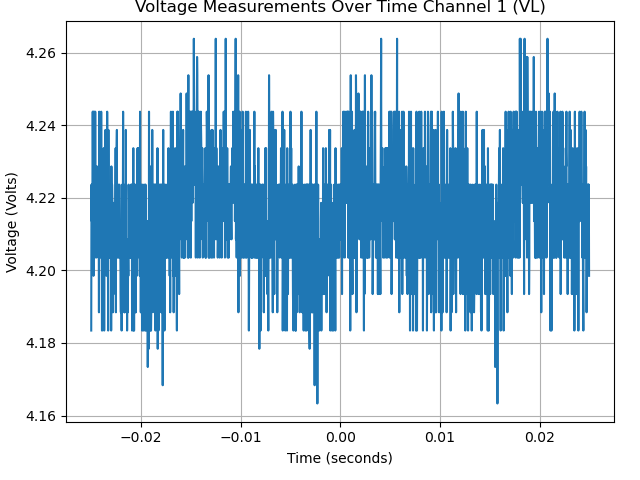 Voltage Measurements Over Time Channel 1 (VL)
4.26
4.24
4.22
4.20
4.18
4.16
Voltage (Volts)
−0.02 −0.01 0.00 0.01 0.02
Time (seconds)